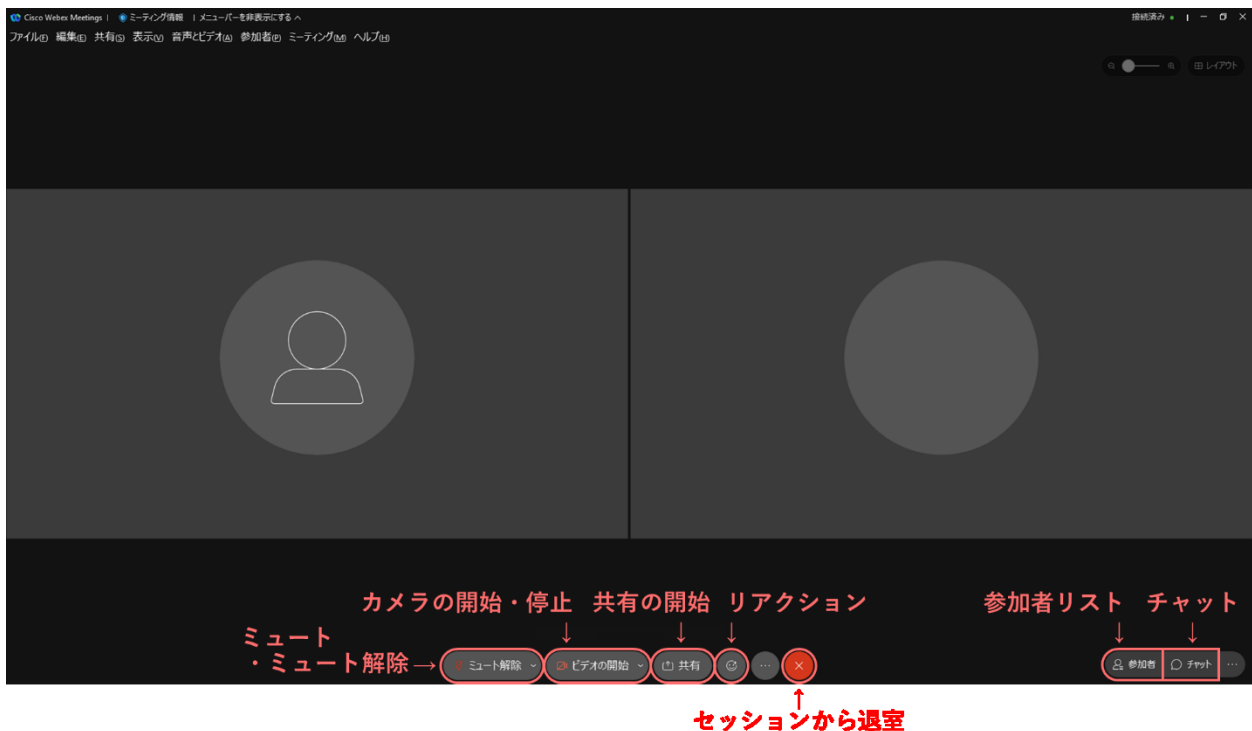 Cisco Webex Meetings | ミーティング情報 | メニューバーを非表示にする ヘ 接続済み
ファイル(F) 編集(E) 共有(S) 表示(V) 音声とビデオ(A) 参加者(P) ミーティング(M) ヘルプ(H)
レイアウト
カメラの開始・停止 共有の開始 リアクション 参加者リスト チャット
ミュート
・ミュート解除→ ミュート解除 ビデオの開始 共有 参加者 チャット
セッションから退室